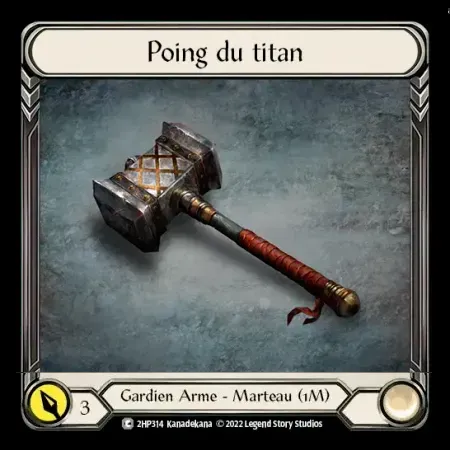 Poing du titan
3
Gardien Arme - Marteau (1M)
C 2HP314 Kanadekana © 2022 Legend Story Studios